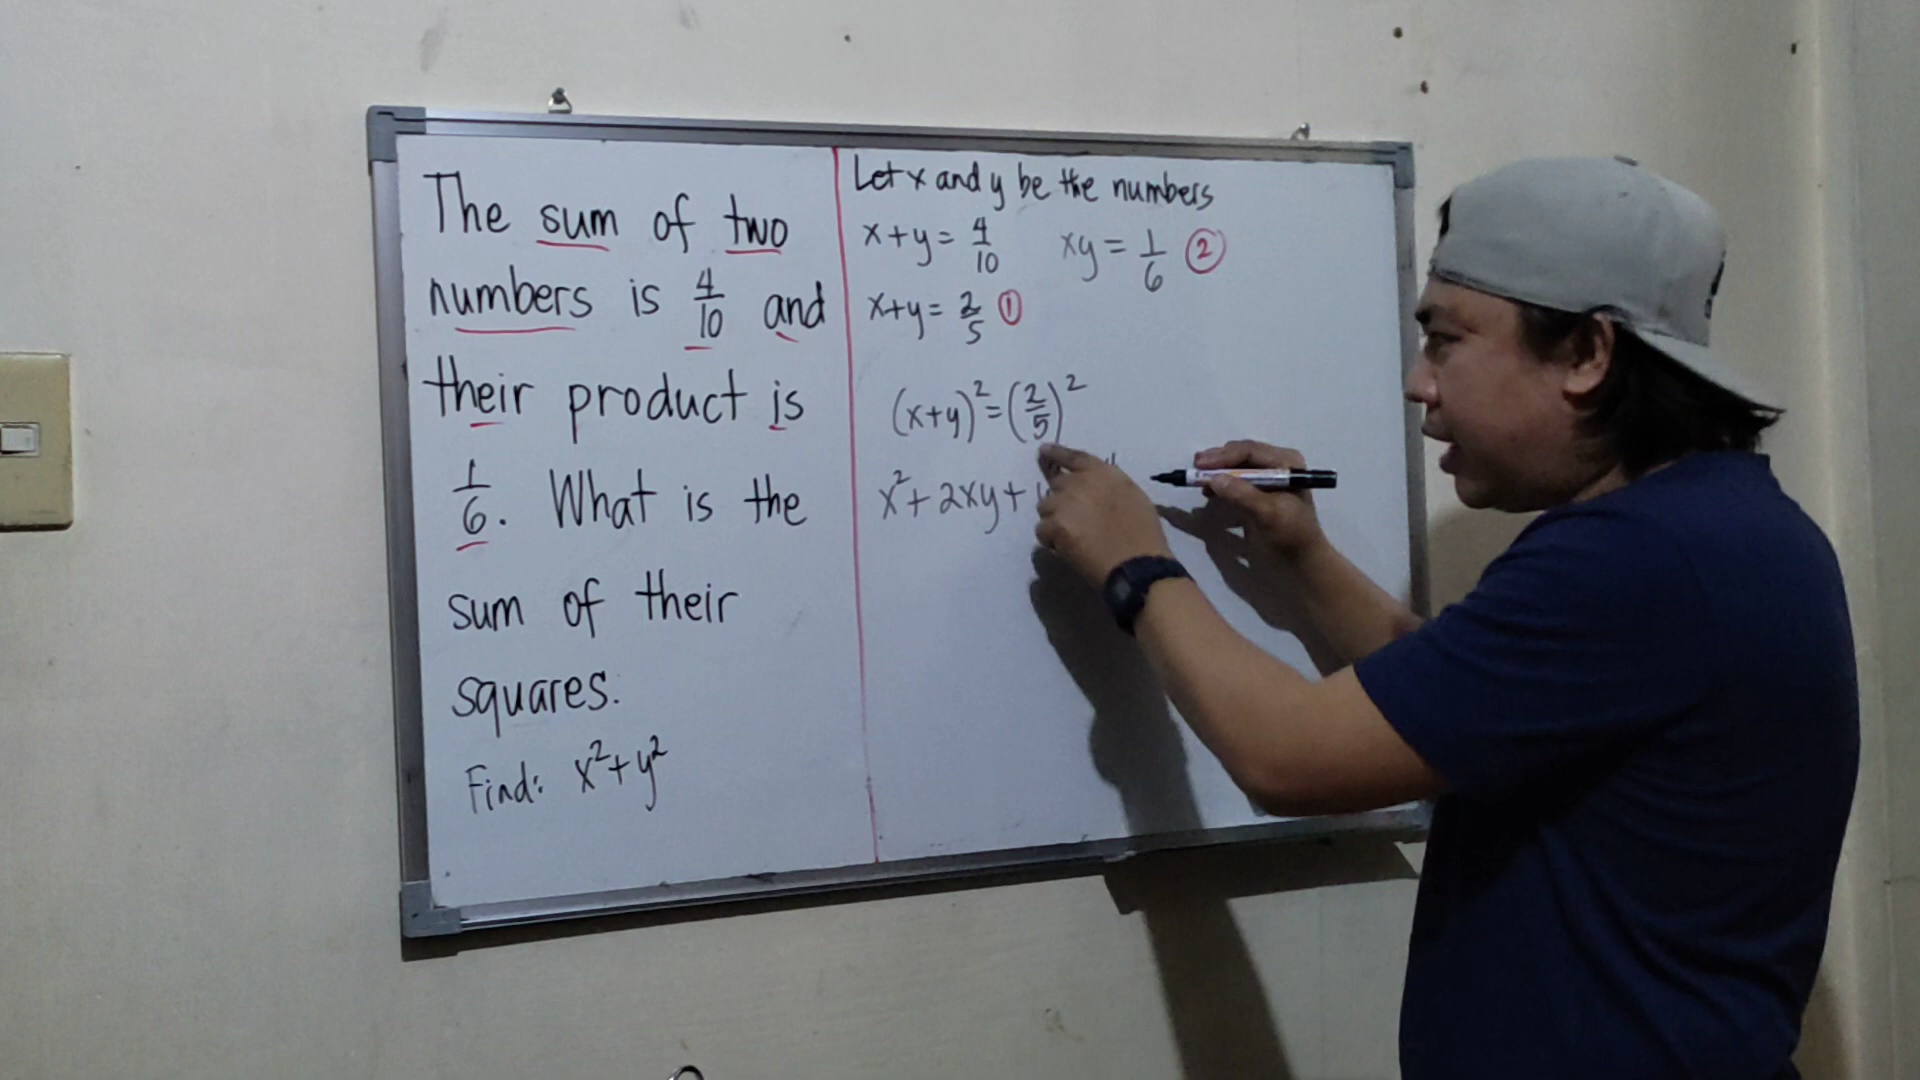 The sum of two
numbers is 4/10 and
their product is
1/6. What is the
sum of their
squares.
Find: x²+y²
Let x and y be the numbers
x+y = 4/10 xy = 1/6 ②
x+y = 2/5 ①
(x+y)² = (2/5)²
x² + 2xy +